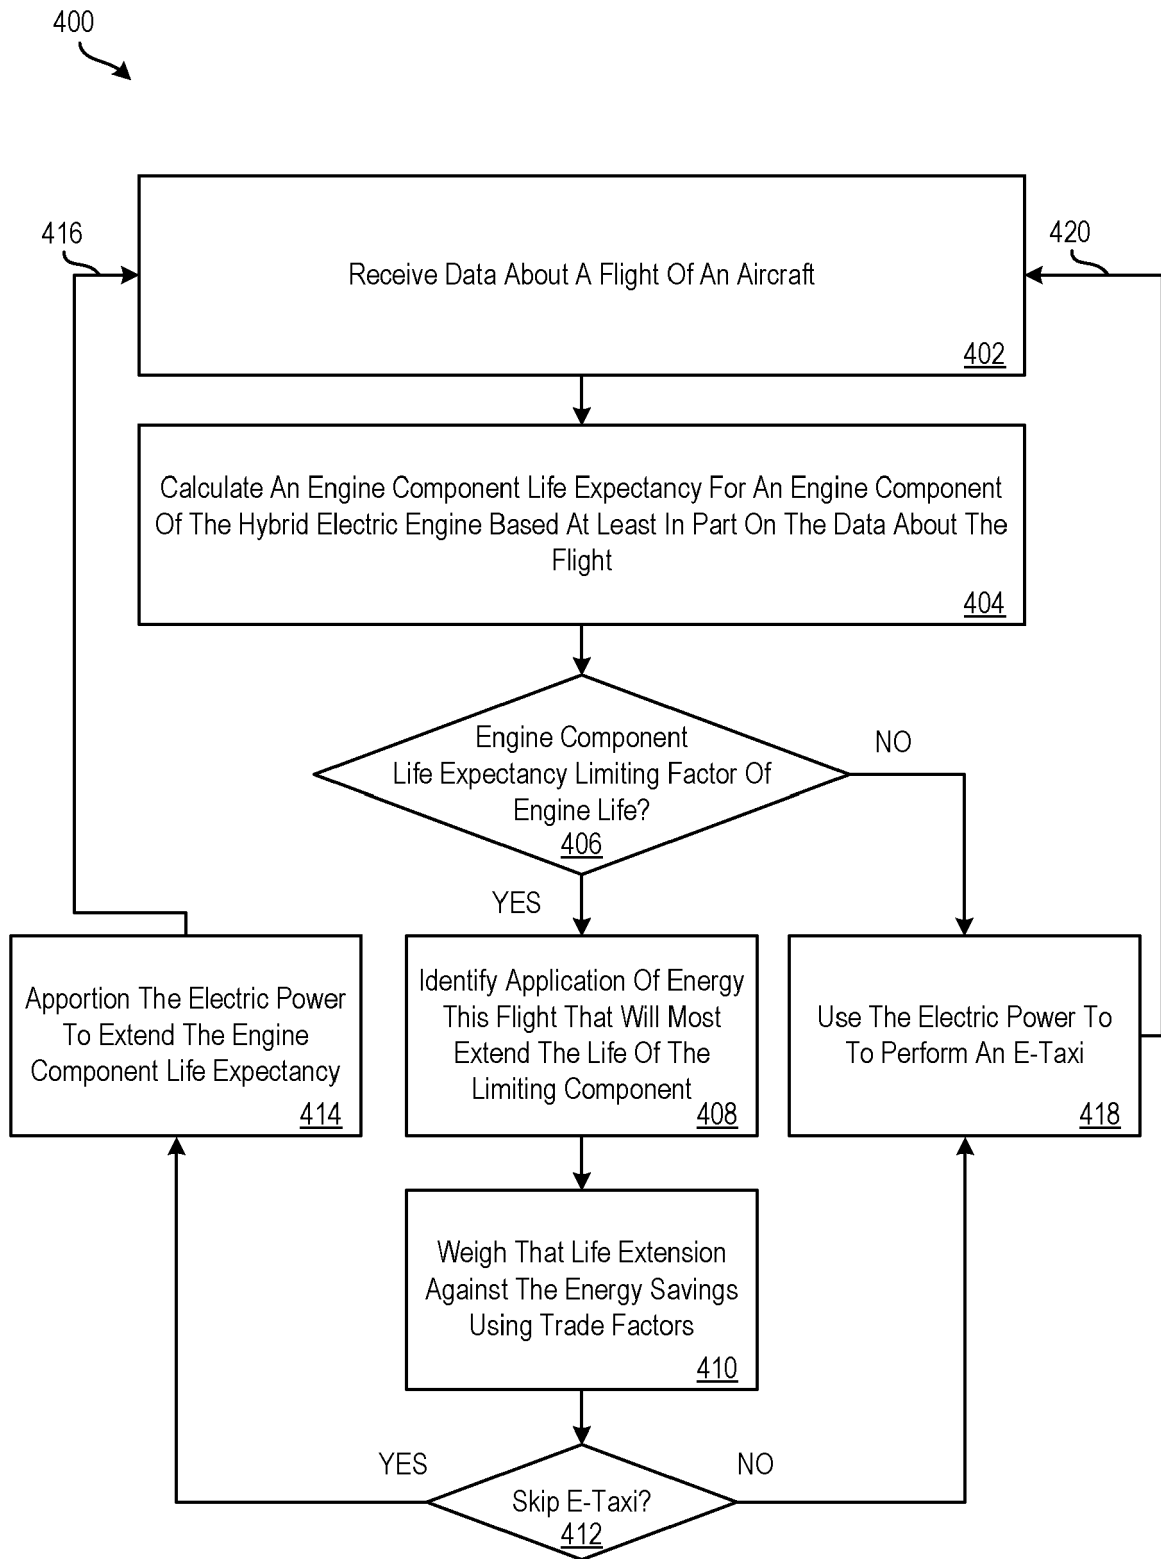 400
416
420
Receive Data About A Flight Of An Aircraft
402
Calculate An Engine Component Life Expectancy For An Engine Component
Of The Hybrid Electric Engine Based At Least In Part On The Data About The
Flight
404
Engine Component
Life Expectancy Limiting Factor Of
Engine Life?
406
NO
YES
Apportion The Electric Power
To Extend The Engine
Component Life Expectancy
414
Identify Application Of Energy
This Flight That Will Most
Extend The Life Of The
Limiting Component
408
Use The Electric Power To
To Perform An E-Taxi
418
Weigh That Life Extension
Against The Energy Savings
Using Trade Factors
410
YES
NO
Skip E-Taxi?
412